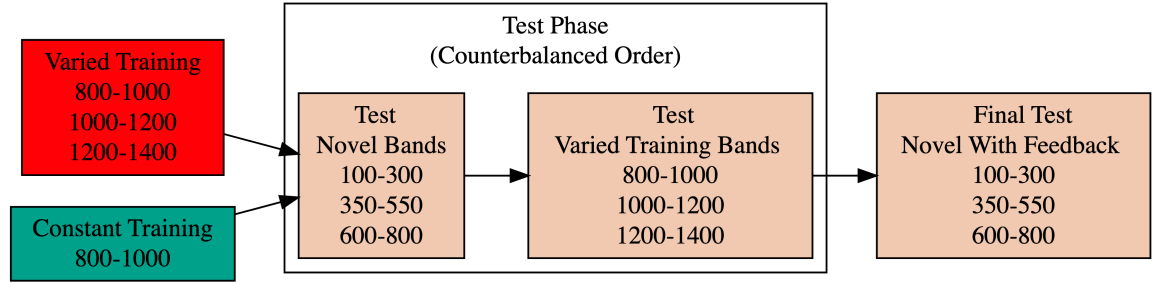 Varied Training
800-1000
1000-1200
1200-1400
Constant Training
800-1000
Test Phase
(Counterbalanced Order)
Test
Novel Bands
100-300
350-550
600-800
Test
Varied Training Bands
800-1000
1000-1200
1200-1400
Final Test
Novel With Feedback
100-300
350-550
600-800